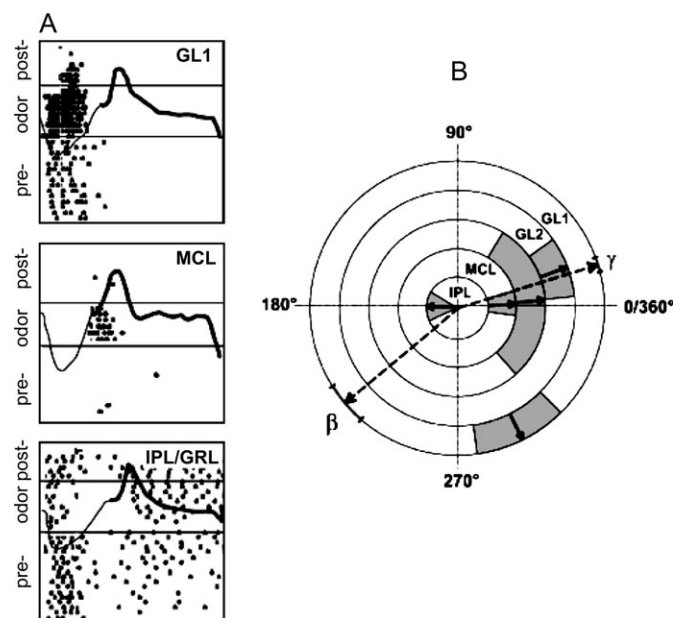 A
GL1
post-
odor
pre-
MCL
post-
odor
pre-
IPL/GRL
post-
odor
pre-
B
90°
GL1
GL2
MCL
IPL
γ
180°
0/360°
β
270°